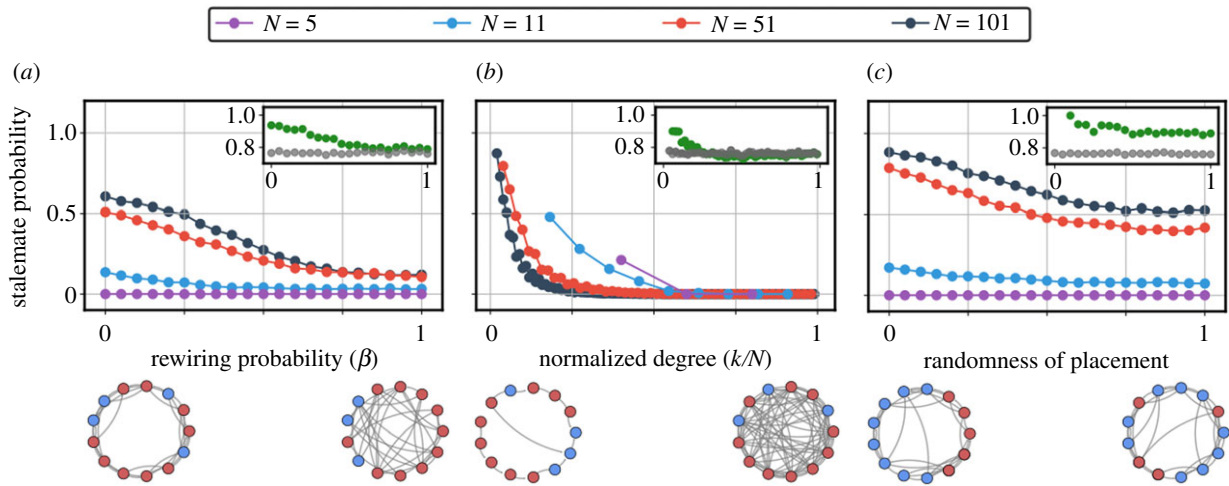 N = 5 N = 11 N = 51 N = 101
(a) (b) (c)
stalemate probability
1.0
0.5
0
1.0
0.8
0 1
1.0
0.8
0 1
1.0
0.8
0 1
0 1 0 1 0 1
rewiring probability (β) normalized degree (k/N) randomness of placement